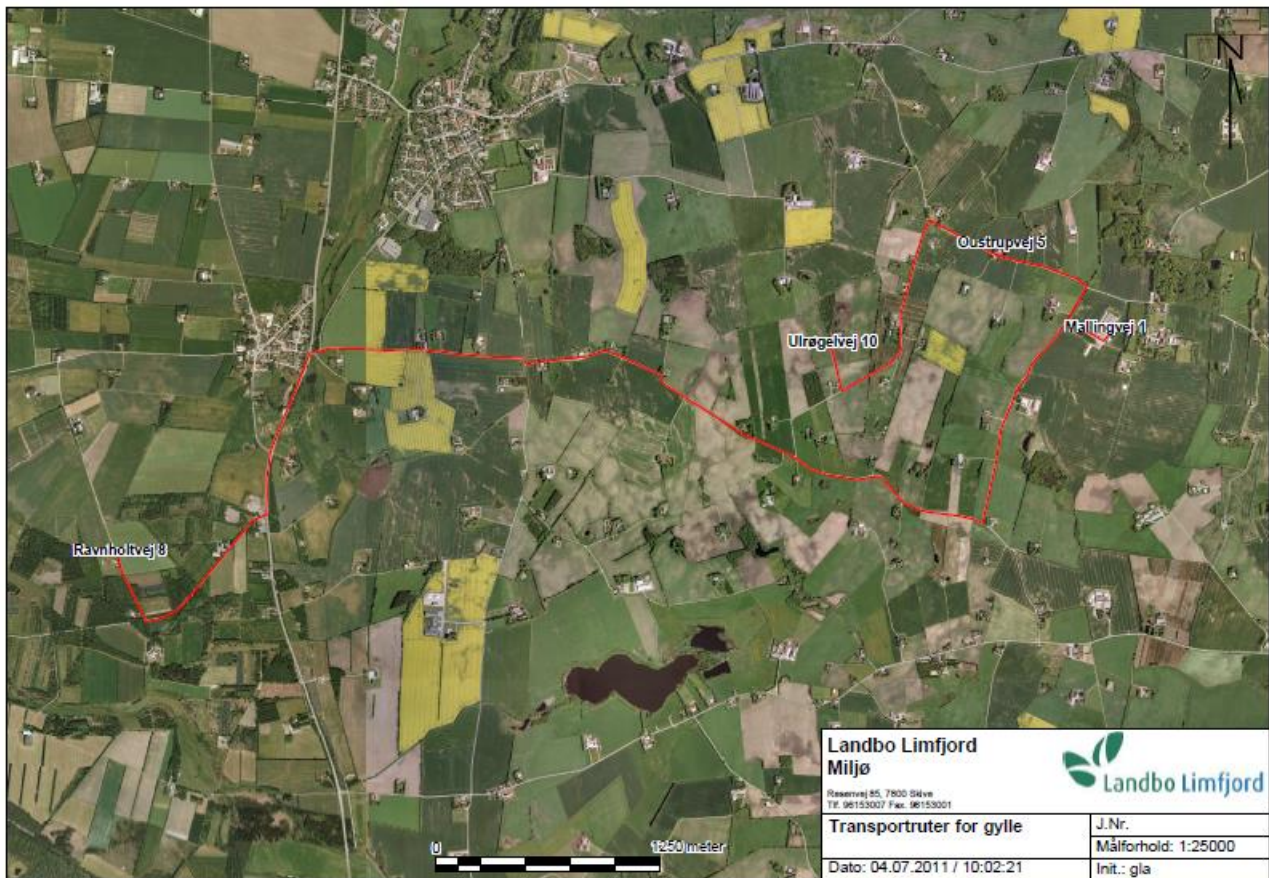 N
Oustrupvej 5
Mallingvej 1
Ulrøgelvej 10
Ravnholtvej 8
0 1250 meter
Landbo Limfjord
Miljø
Resenvej 85, 7800 Skive
Tlf. 96153007 Fax. 96153001
Landbo Limfjord
Transportruter for gylle
J.Nr.
Målforhold: 1:25000
Dato: 04.07.2011 / 10:02:21
Init.: gla